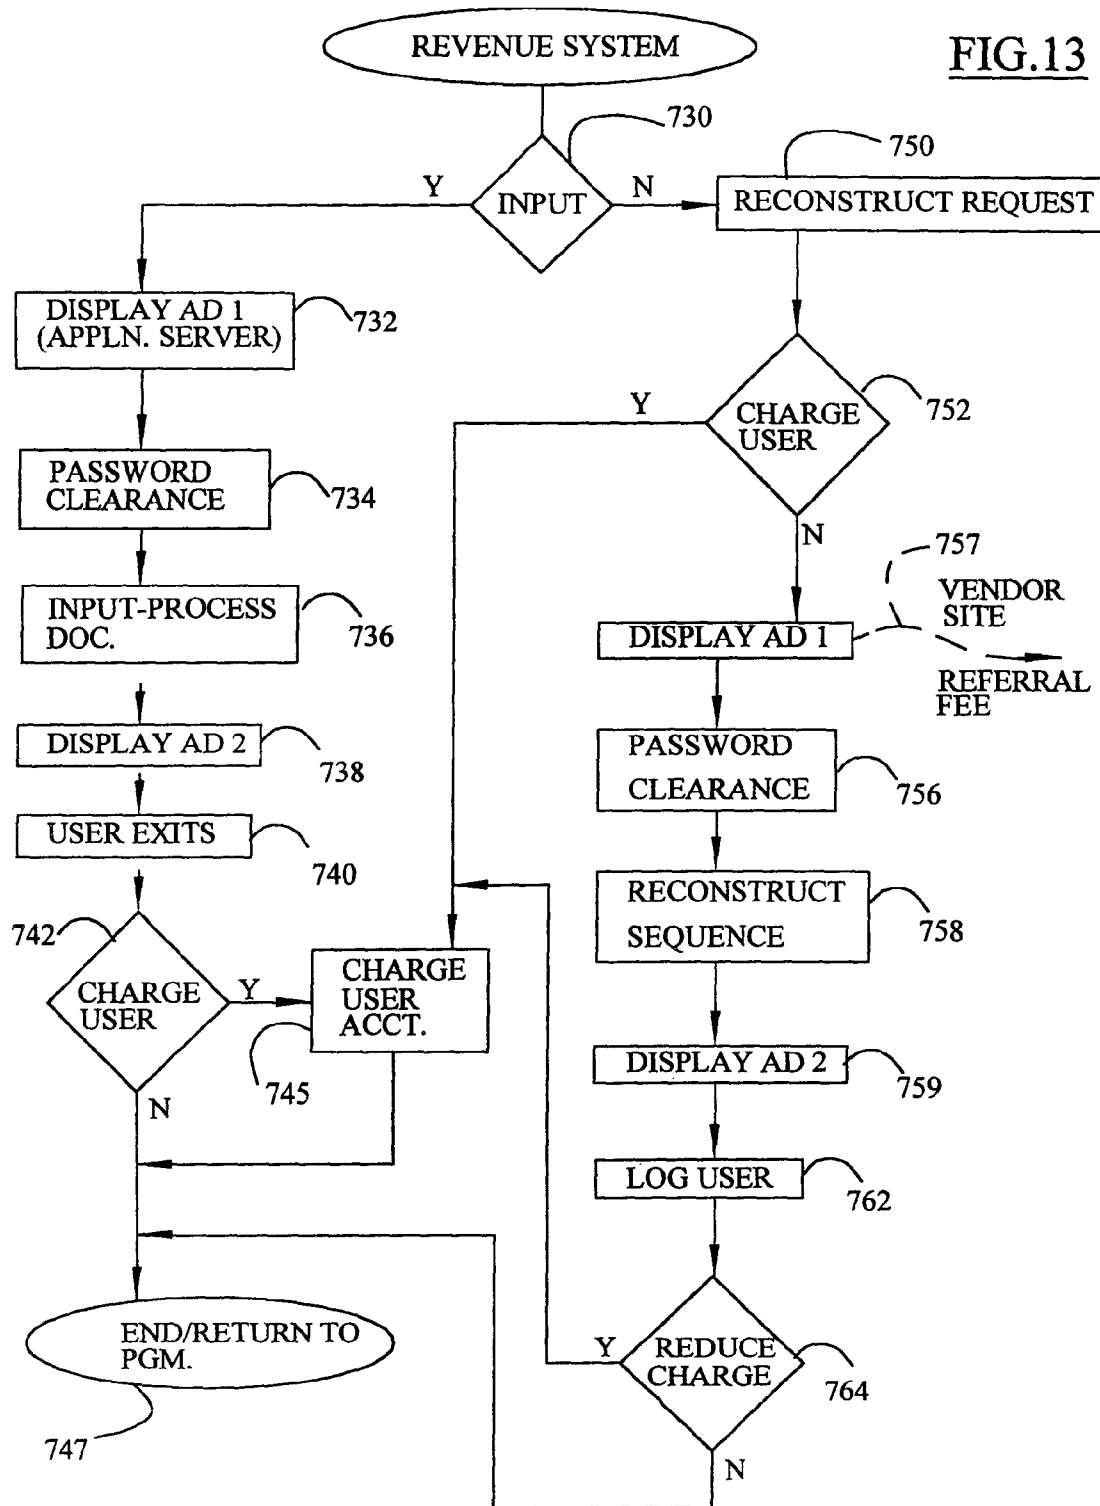 REVENUE SYSTEM
FIG.13
730
750
Y
INPUT
N
RECONSTRUCT REQUEST
DISPLAY AD 1
(APPLN. SERVER)
732
Y
CHARGE
USER
752
PASSWORD
CLEARANCE
734
N
757
VENDOR
SITE
INPUT-PROCESS
DOC.
736
DISPLAY AD 1
REFERRAL
FEE
DISPLAY AD 2
738
PASSWORD
CLEARANCE
756
USER EXITS
740
RECONSTRUCT
SEQUENCE
758
742
CHARGE
USER
Y
CHARGE
USER
ACCT.
745
N
DISPLAY AD 2
759
LOG USER
762
END/RETURN TO
PGM.
747
Y
REDUCE
CHARGE
764
N